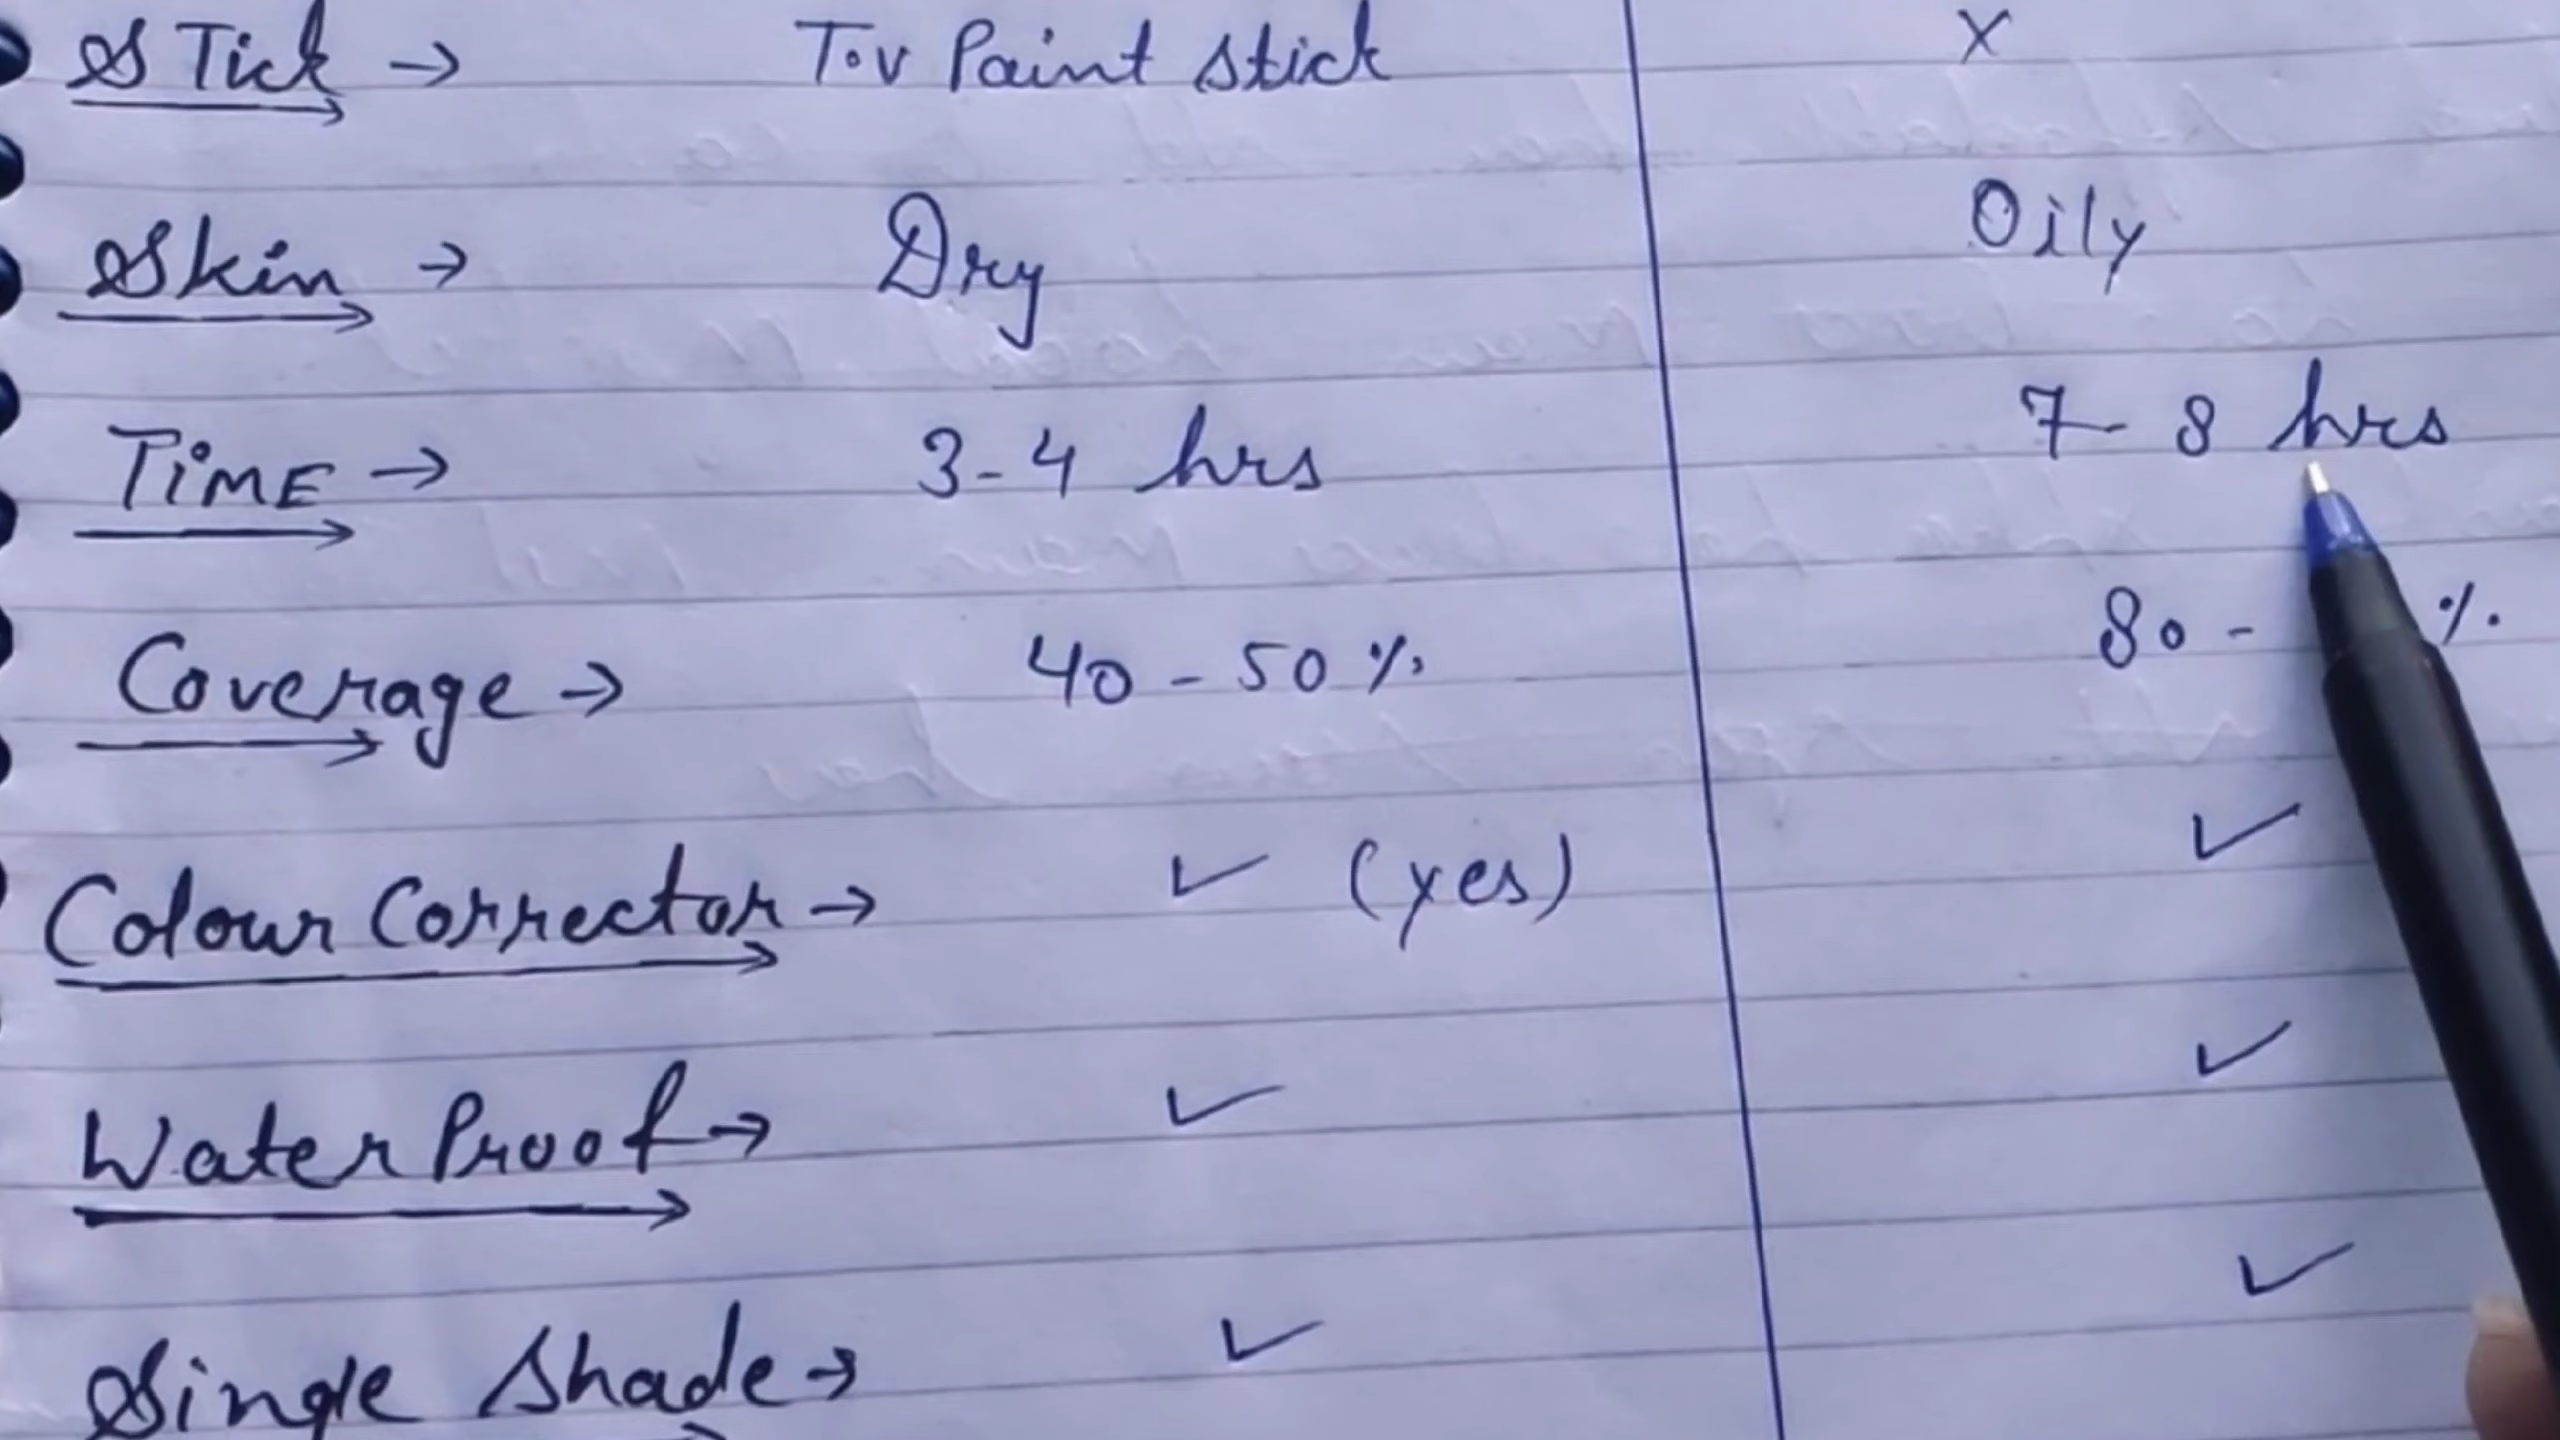 STick → T.V Paint stick X
Skin → Dry Oily
TiME → 3-4 hrs 7-8 hrs
Coverage → 40-50% 80- %
Colour Corrector → ✓ (yes) ✓
Water Proof → ✓ ✓
Single Shade → ✓ ✓